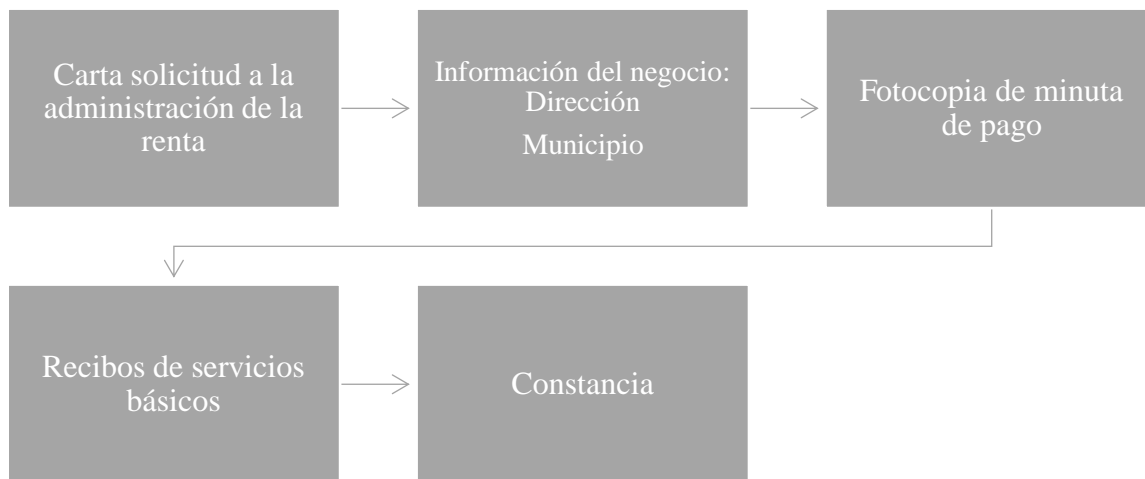 Carta solicitud a la
administración de la
renta
Información del negocio:
Dirección
Municipio
Fotocopia de minuta
de pago
Recibos de servicios
básicos
Constancia